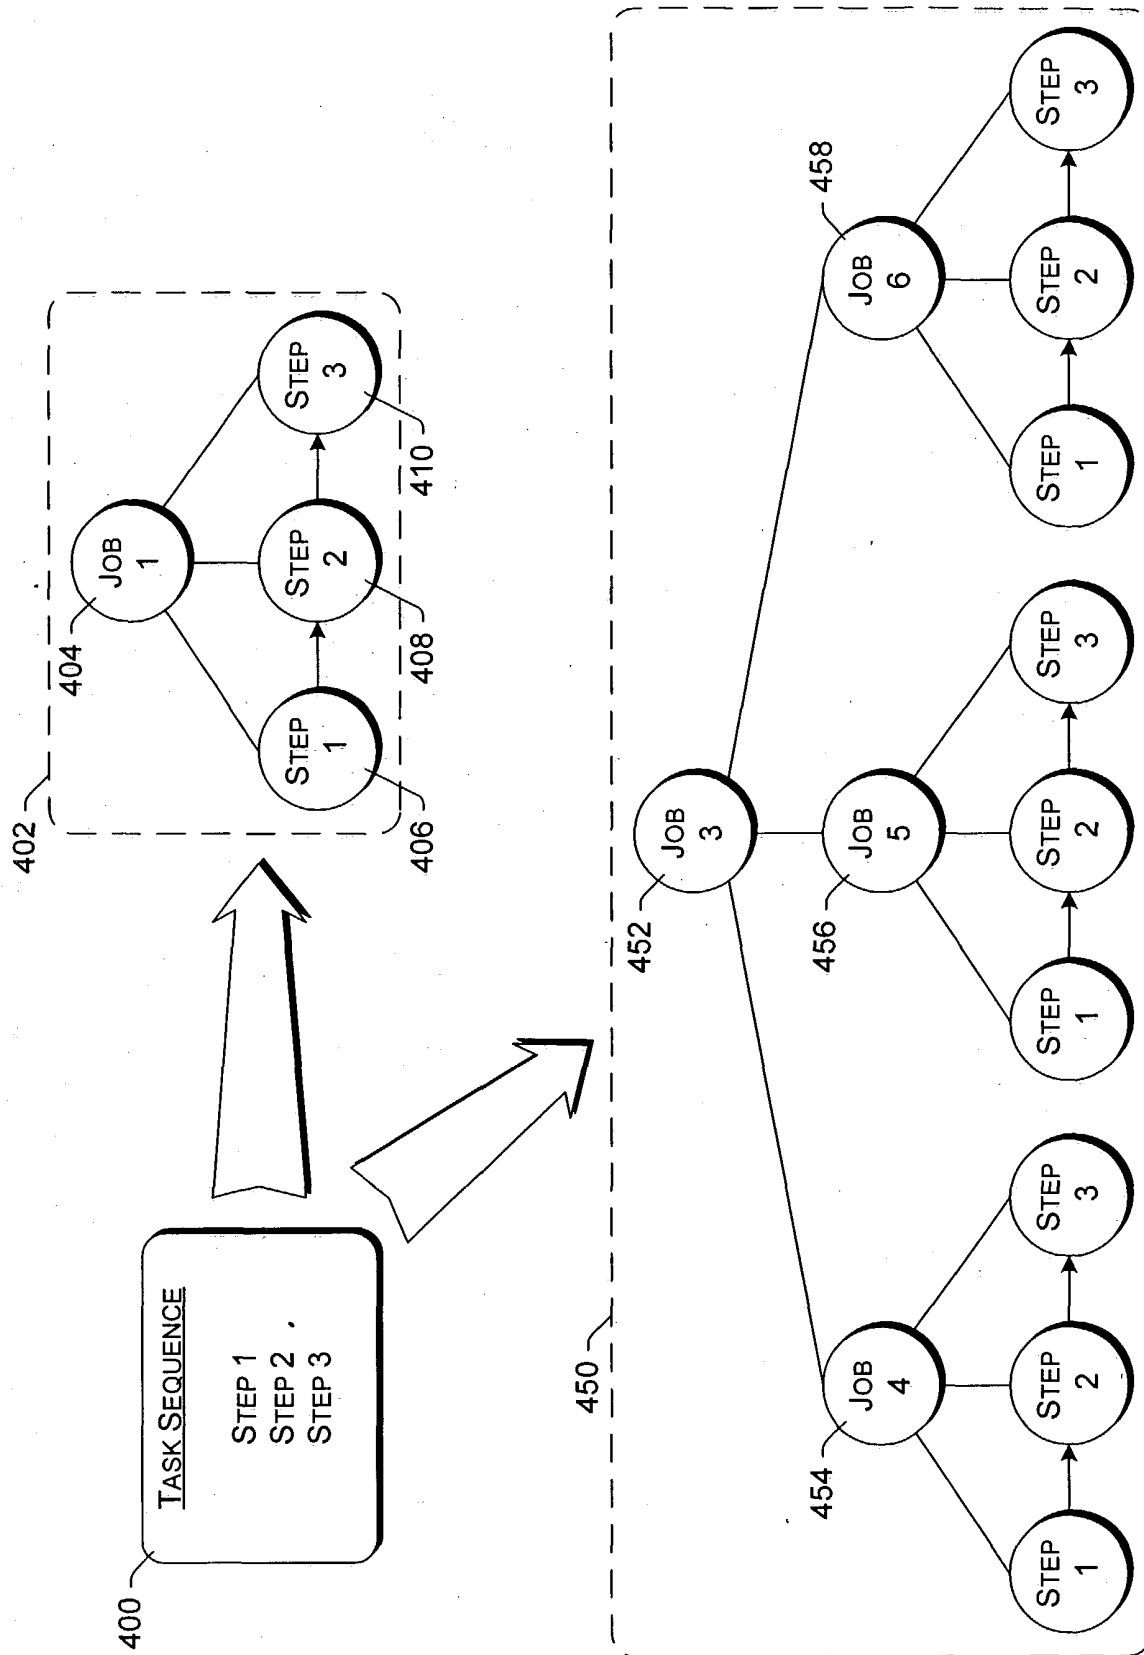 400
TASK SEQUENCE
STEP 1
STEP 2
STEP 3
402
404
JOB
1
STEP
1
STEP
2
STEP
3
406
408
410
450
452
JOB
3
454
JOB
4
456
JOB
5
458
JOB
6
STEP
1
STEP
2
STEP
3
STEP
1
STEP
2
STEP
3
STEP
1
STEP
2
STEP
3